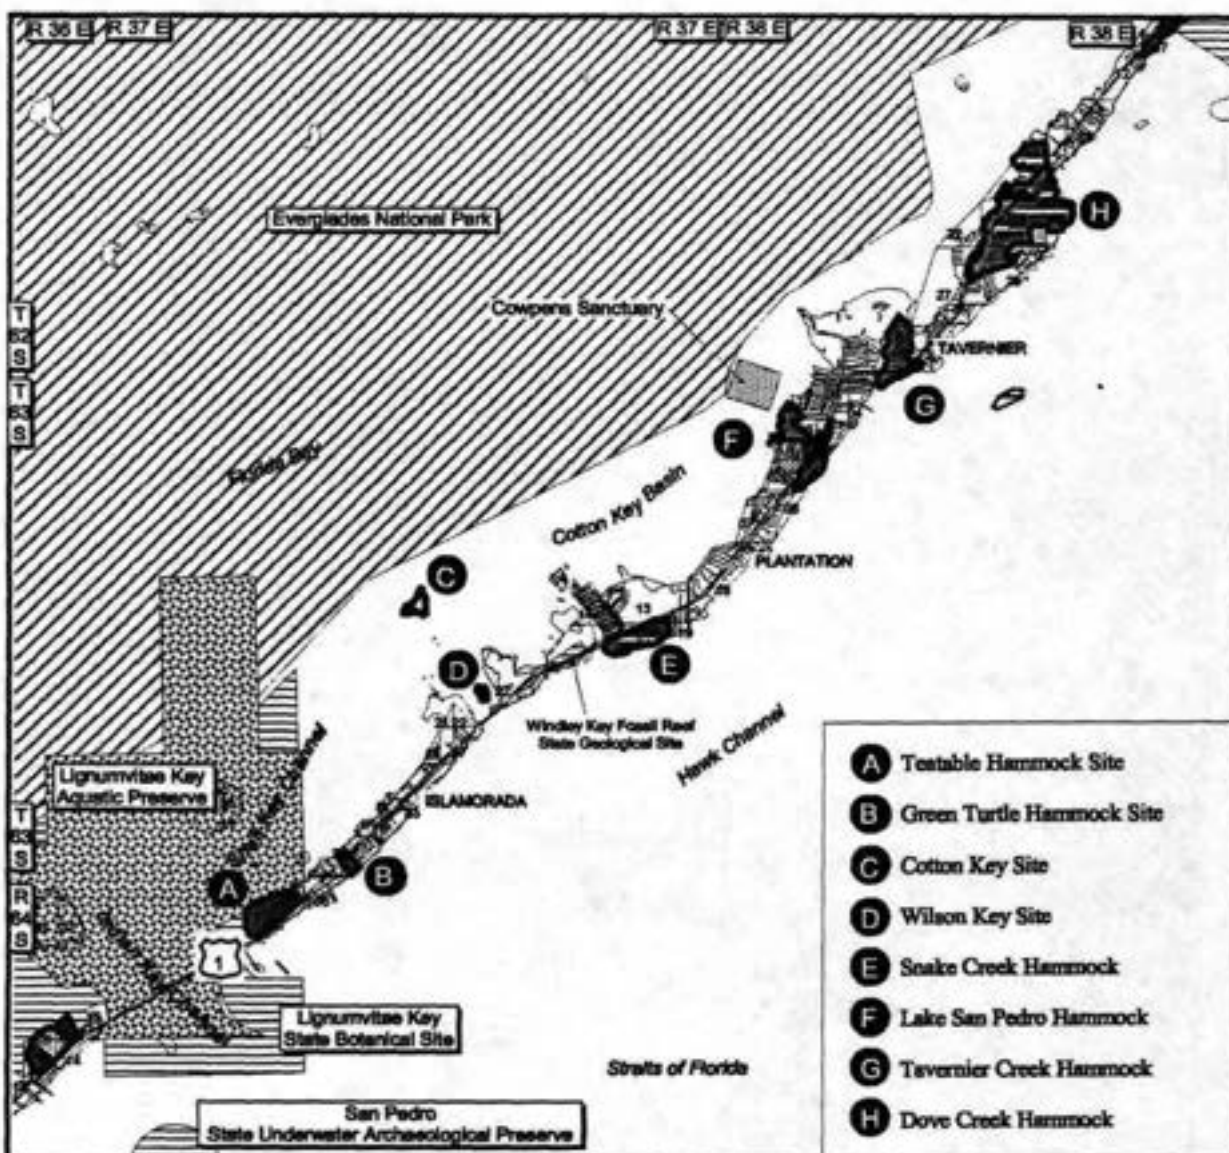 R 36 E
R 37 E
R 37 E
R 38 E
R 38 E
Everglades National Park
T
62
S
Cowpens Sanctuary
TAVERNIER
T
63
S
H
G
F
Florida Bay
Cotton Key Basin
PLANTATION
C
13
E
D
Windley Key Fossil Reef
State Geological Site
Hawk Channel
Lignumvitae Key
Aquatic Preserve
ISLAMORADA
T
63
S
B
A
R
64
S
1
Lignumvitae Key
State Botanical Site
Straits of Florida
San Pedro
State Underwater Archaeological Preserve
A Teatable Hammock Site
B Green Turtle Hammock Site
C Cotton Key Site
D Wilson Key Site
E Snake Creek Hammock
F Lake San Pedro Hammock
G Tavernier Creek Hammock
H Dove Creek Hammock